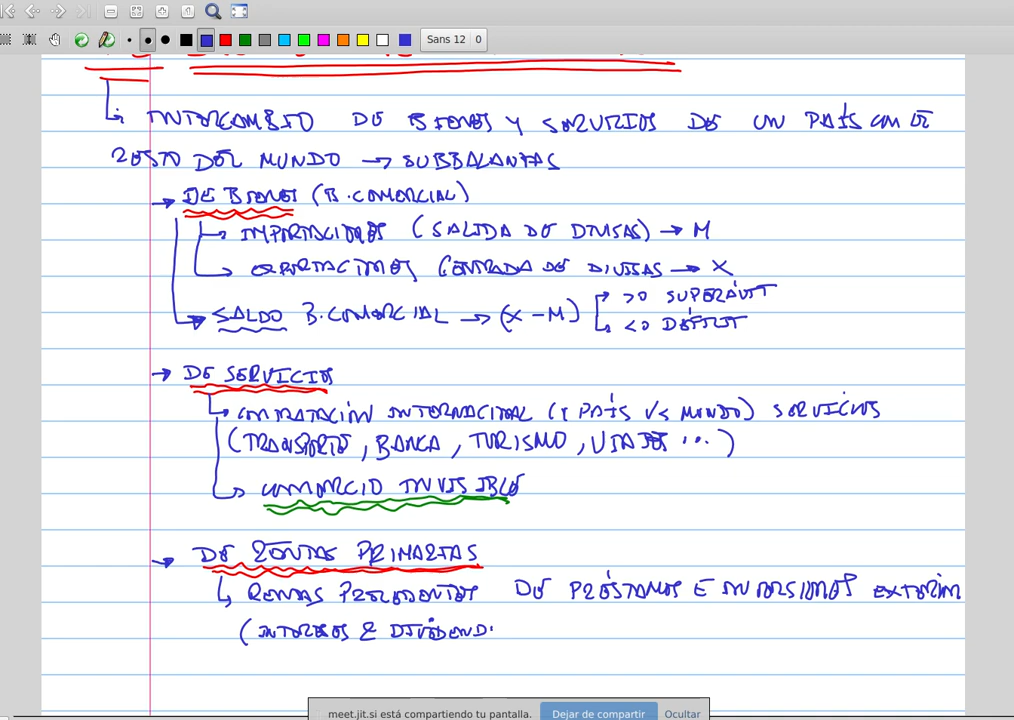 Sans 12 0
INTERCAMBIO DE BIENES Y SERVICIOS DE UN PAÍS CON EL
RESTO DEL MUNDO → SUBBALANZAS
→ DE BIENES (B. COMERCIAL)
→ IMPORTACIONES (SALIDA DE DIVISAS) → M
→ EXPORTACIONES (ENTRADA DE DIVISAS → X
→ SALDO B. COMERCIAL → (X - M) → >0 SUPERÁVIT
→ <0 DÉFICIT
→ DE SERVICIOS
→ CONTRATACIÓN INTERNACIONAL (1 PAÍS VS MUNDO) SERVICIOS
(TRANSPORTE, BANCA, TURISMO, VIAJES ...)
→ COMERCIO INVISIBLE
→ DE RENTAS PRIMARIAS
→ RENTAS PROCEDENTES DE PRÉSTAMOS E INVERSIONES EXTERIOR
(INTERESES & DIVIDEND
meet.jit.si está compartiendo tu pantalla. Dejar de compartir Ocultar